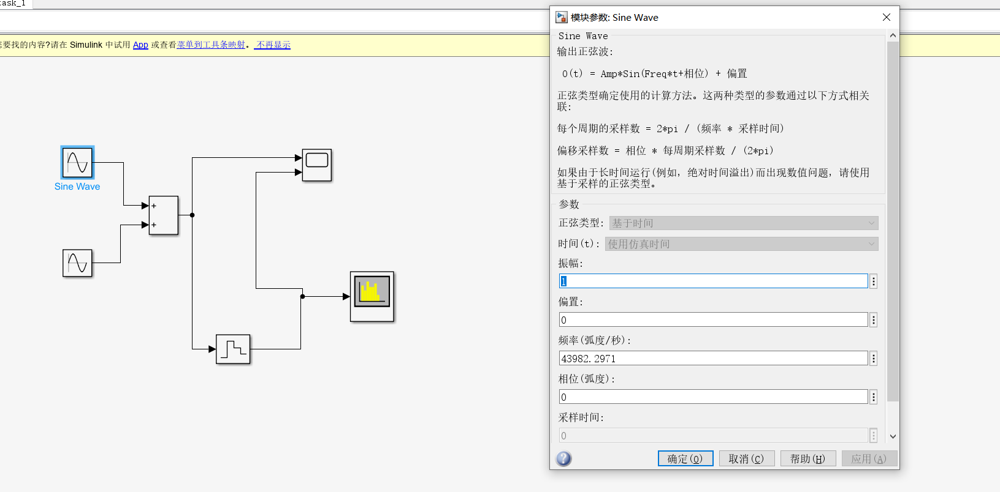 task_1
您要找的内容?请在 Simulink 中试用 App 或查看菜单到工具条映射。 不再显示
Sine Wave
+
+
模块参数: Sine Wave
Sine Wave
输出正弦波:
O(t) = Amp*Sin(Freq*t+相位) + 偏置
正弦类型确定使用的计算方法。这两种类型的参数通过以下方式相关
联:
每个周期的采样数 = 2*pi / (频率 * 采样时间)
偏移采样数 = 相位 * 每周期采样数 / (2*pi)
如果由于长时间运行(例如, 绝对时间溢出)而出现数值问题, 请使用
基于采样的正弦类型。
参数
正弦类型: 基于时间
时间(t): 使用仿真时间
振幅:
1
偏置:
0
频率(弧度/秒):
43982.2971
相位(弧度):
0
采样时间:
0
确定(O) 取消(C) 帮助(H) 应用(A)